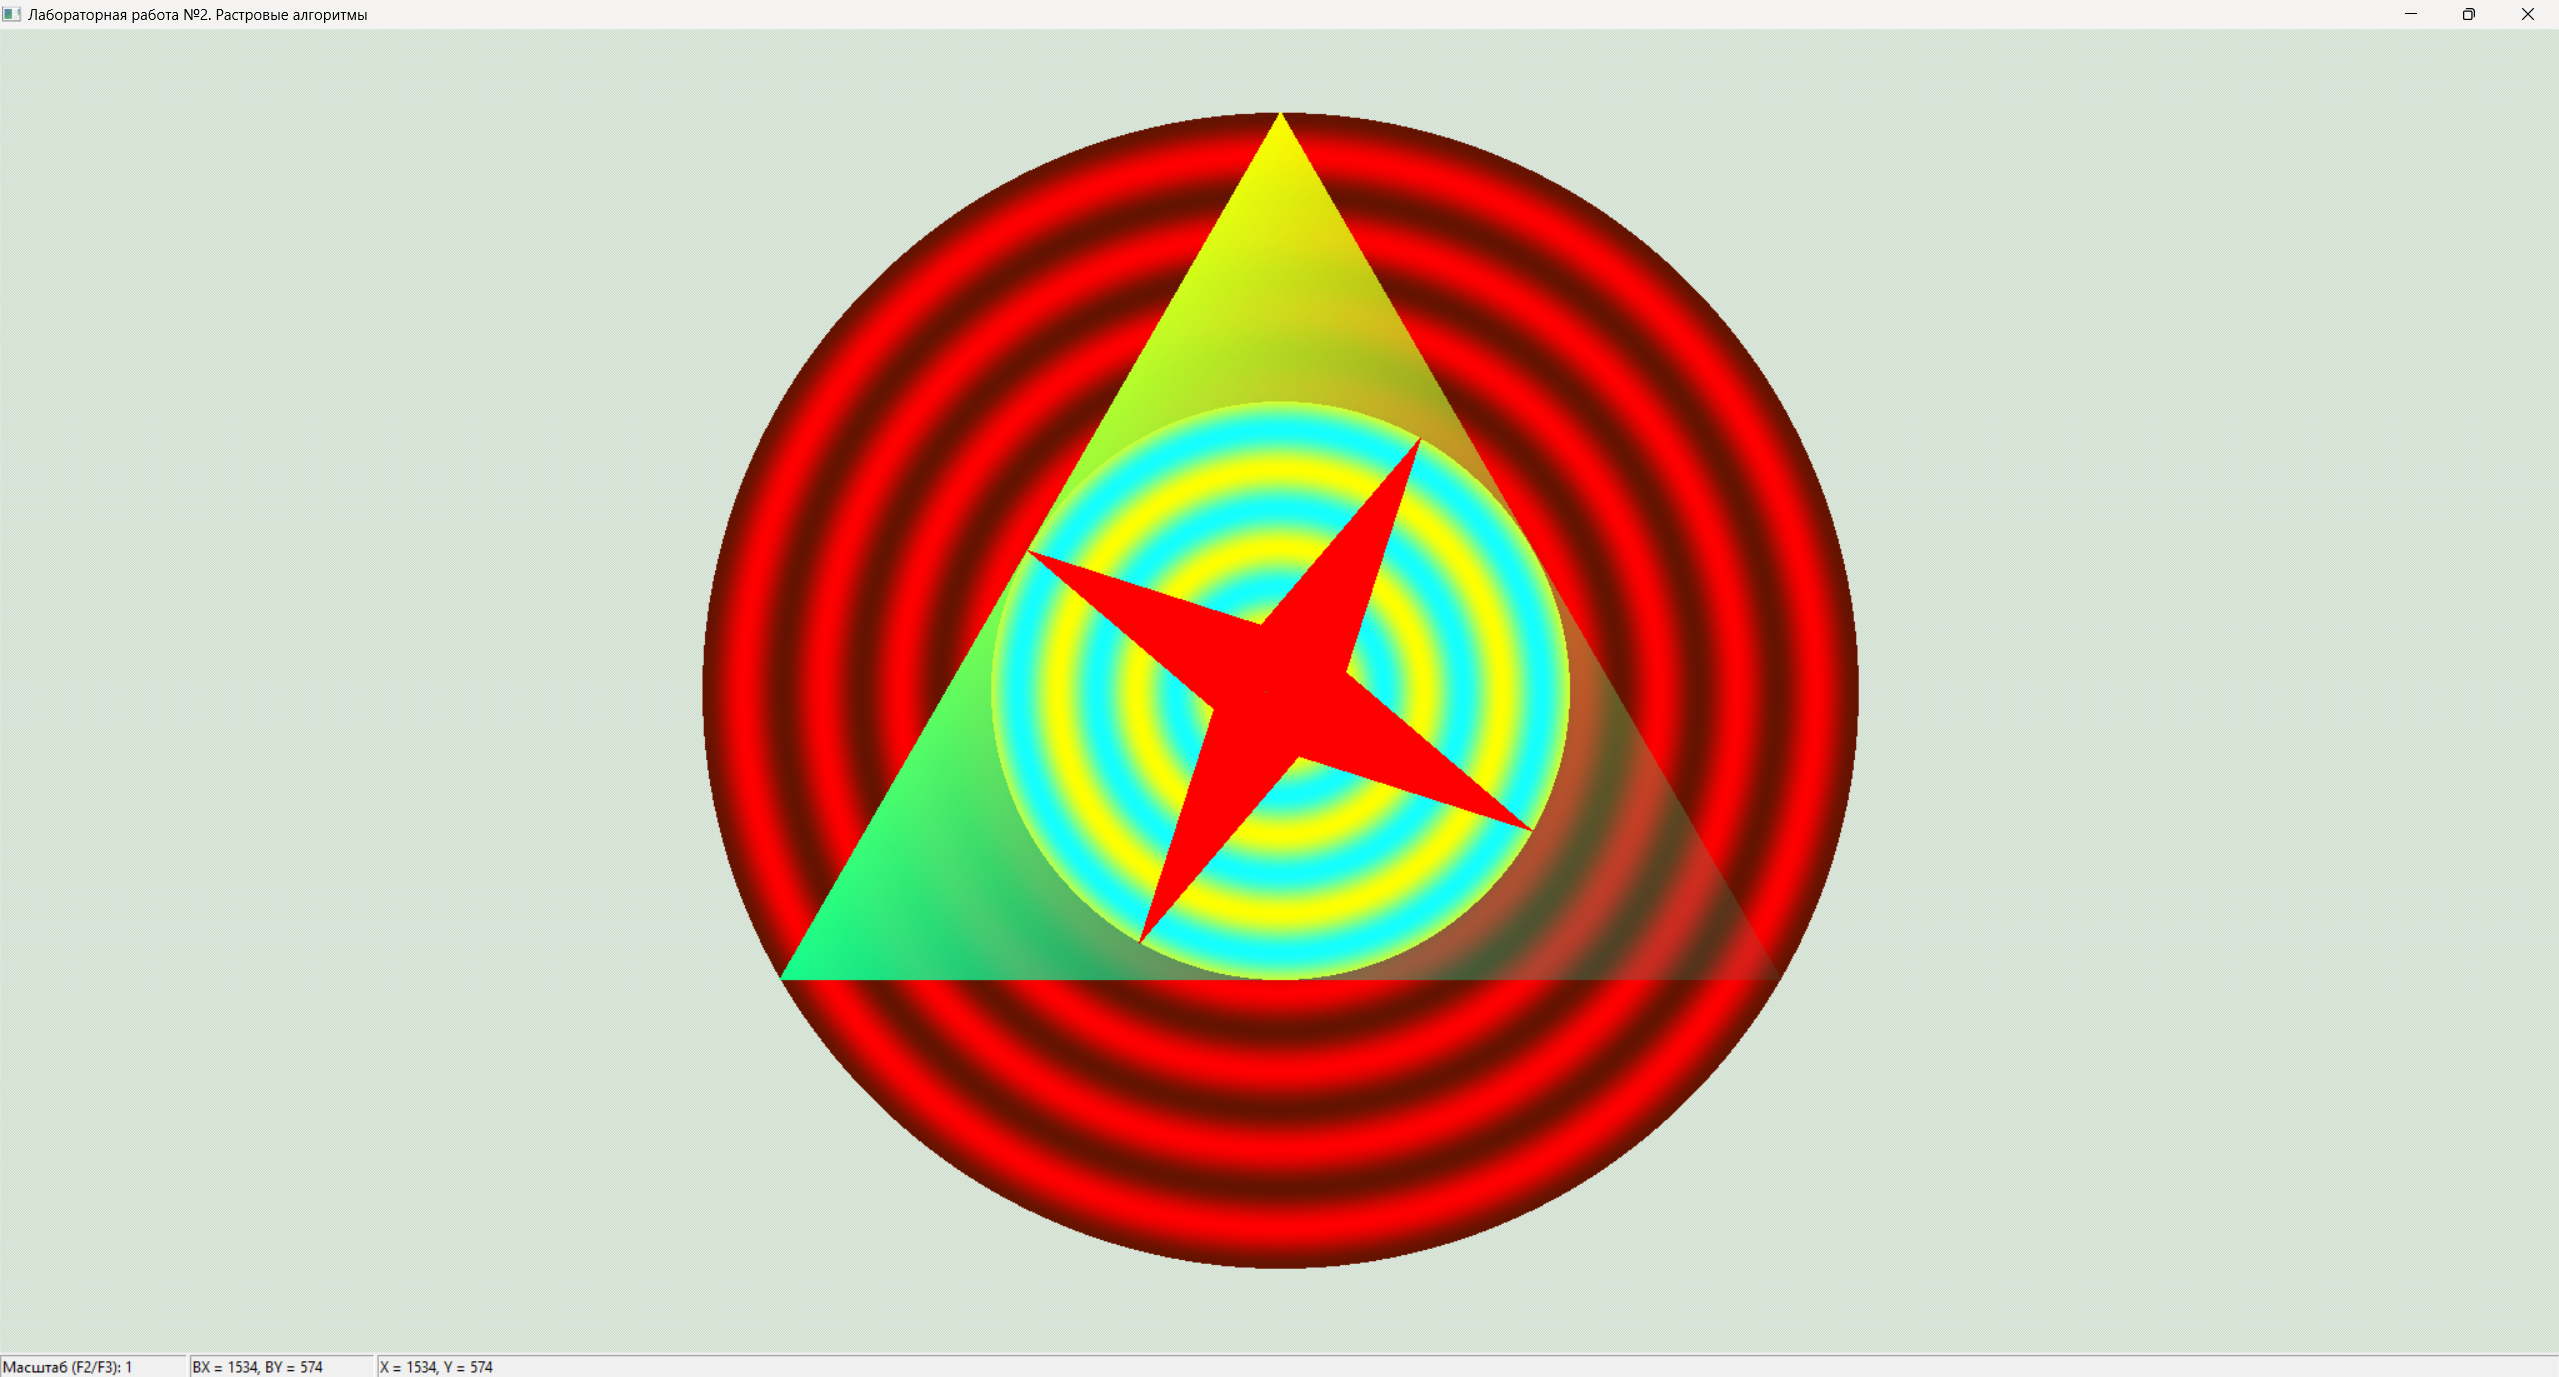 Лабораторная работа №2. Растровые алгоритмы
Масштаб (F2/F3): 1
BX = 1534, BY = 574
X = 1534, Y = 574